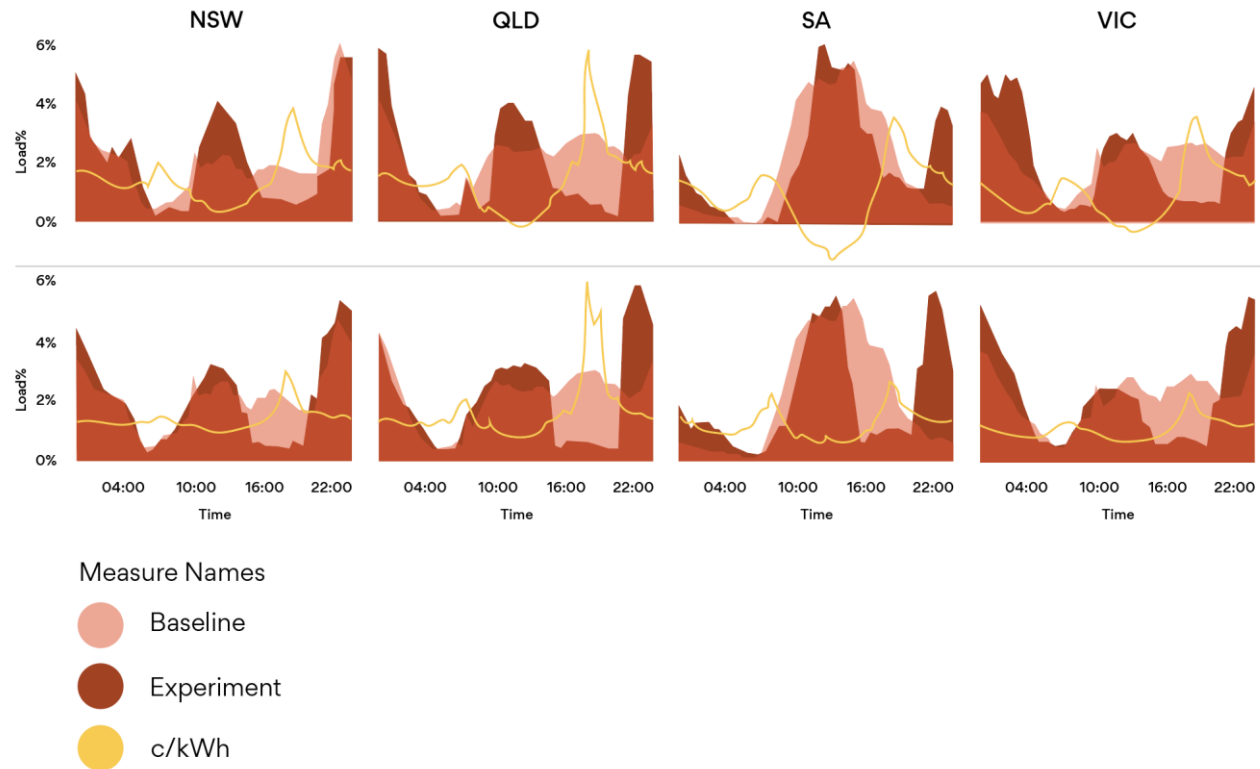 NSW QLD SA VIC
6%
4%
2%
0%
Load%
6%
4%
2%
0%
Load%
04:00 10:00 16:00 22:00 04:00 10:00 16:00 22:00 04:00 10:00 16:00 22:00 04:00 10:00 16:00 22:00
Time Time Time Time
Measure Names
Baseline
Experiment
c/kWh